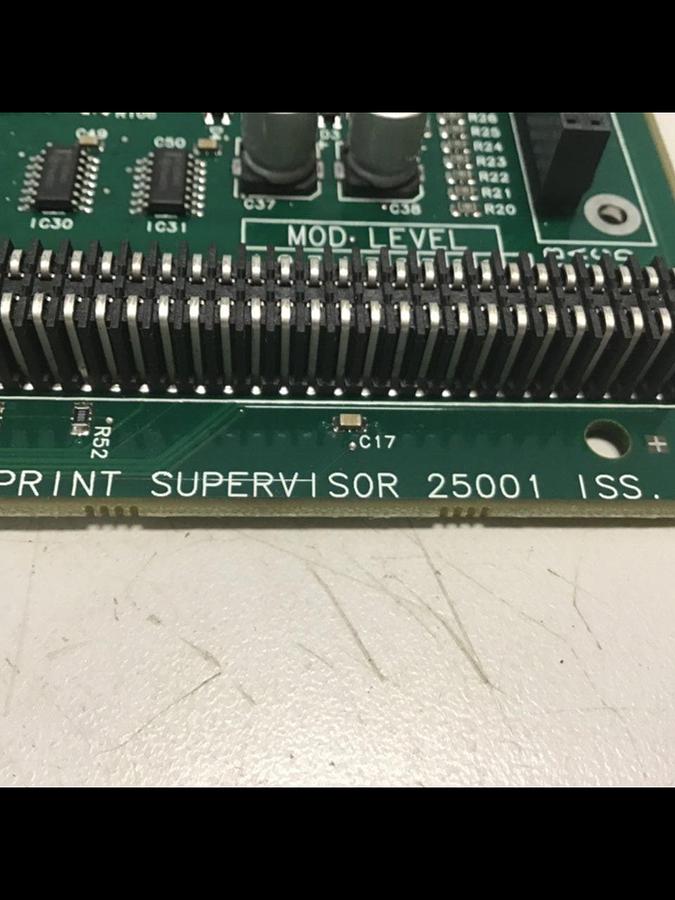 R26
C49
C50
R25
R24
R23
R22
R21
R20
C37
C38
IC30
IC31
MOD. LEVEL
R52
C17
PRINT SUPERVISOR 25001 ISS.